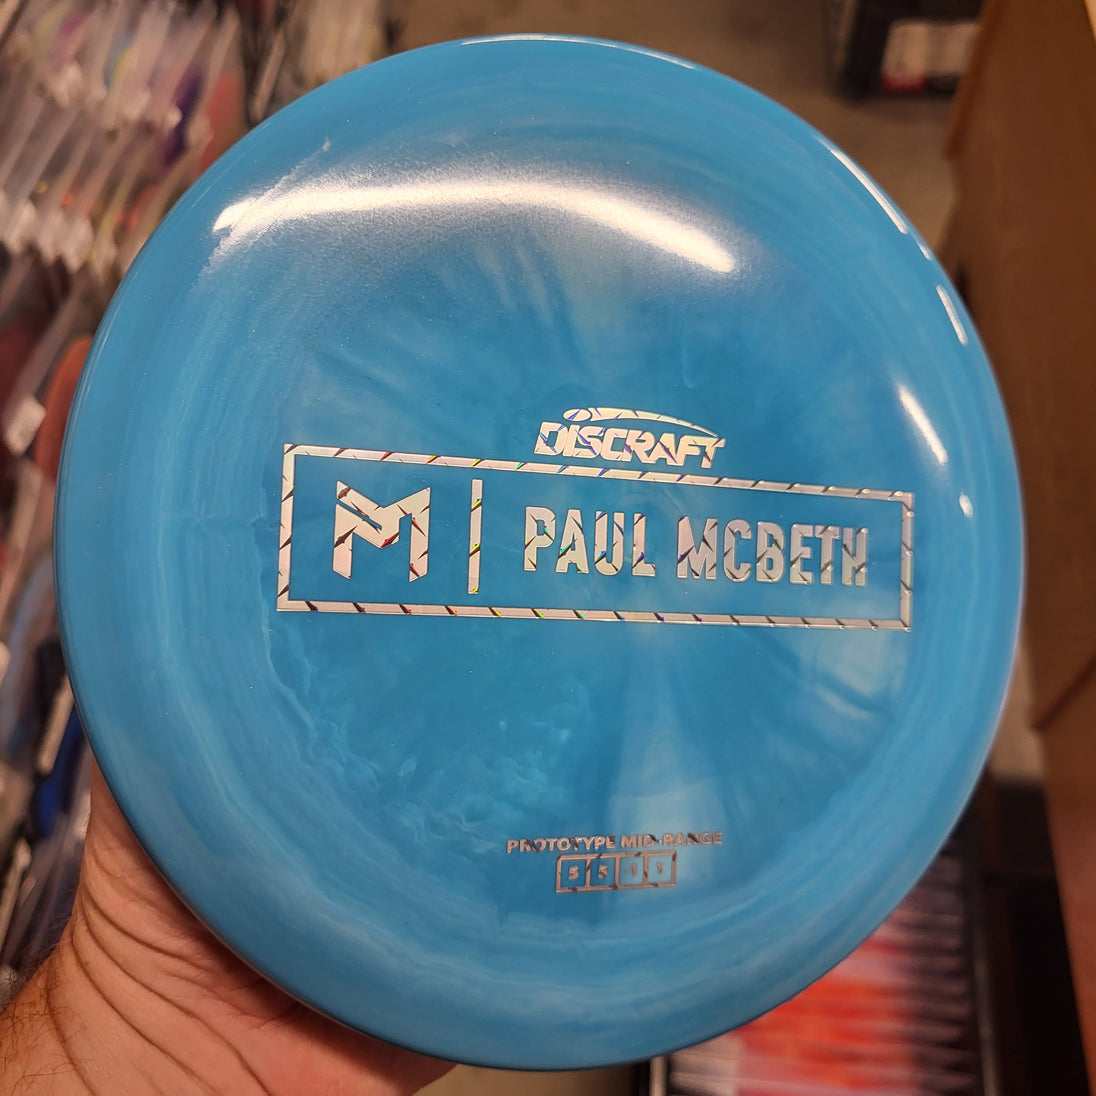 DISCRAFT
M | PAUL MCBETH
PROTOTYPE MID-RANGE
5 5 -1 1